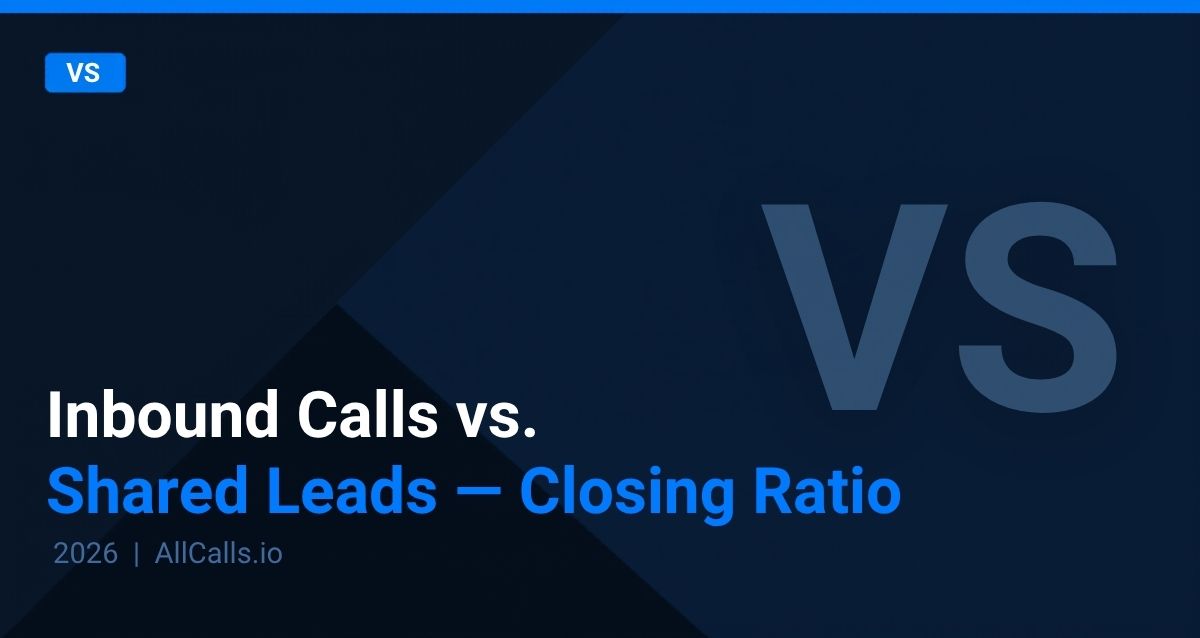 VS
VS
Inbound Calls vs.
Shared Leads — Closing Ratio
2026 | AllCalls.io